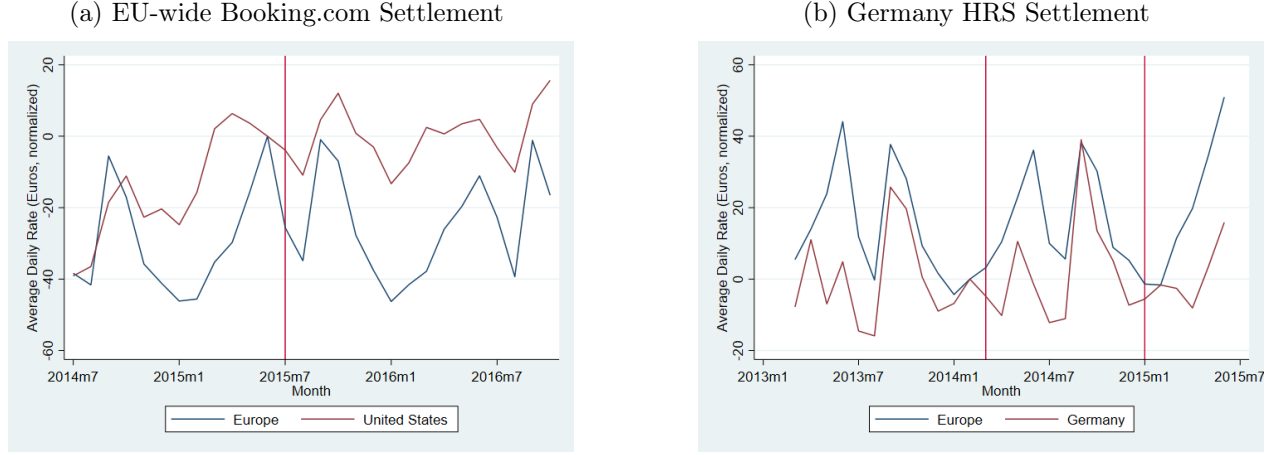 (a) EU-wide Booking.com Settlement
Average Daily Rate (Euros, normalized)
20
0
-20
-40
-60
2014m7 2015m1 2015m7 2016m1 2016m7
Month
Europe United States
(b) Germany HRS Settlement
Average Daily Rate (Euros, normalized)
60
40
20
0
-20
2013m1 2013m7 2014m1 2014m7 2015m1 2015m7
Month
Europe Germany